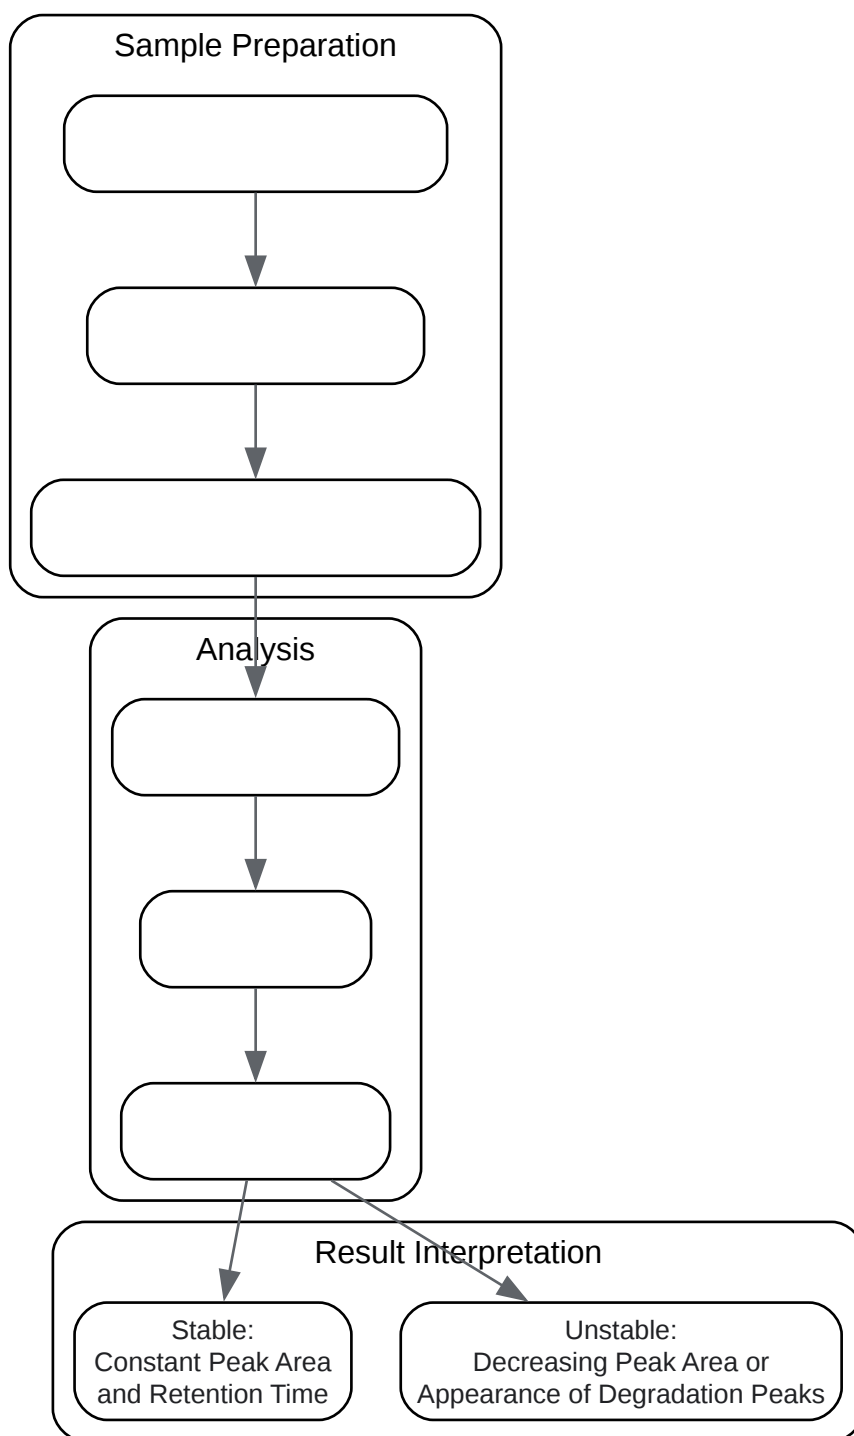 Sample Preparation
Analysis
Result Interpretation
Stable:
Constant Peak Area
and Retention Time
Unstable:
Decreasing Peak Area or
Appearance of Degradation Peaks